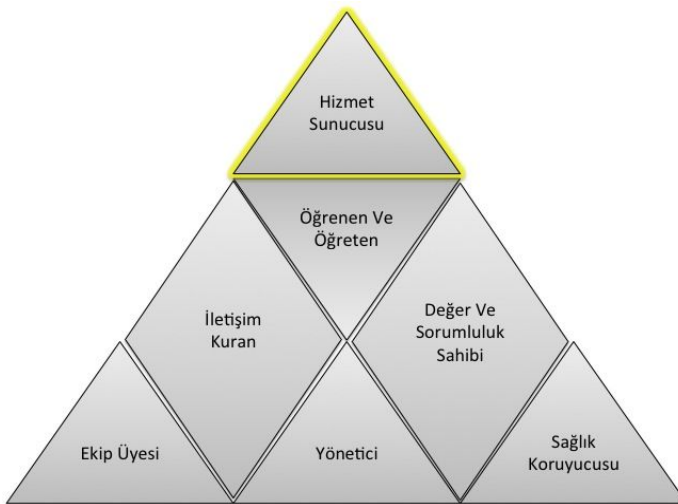 Hizmet
Sunucusu
Öğrenen Ve
Öğreten
İletişim
Kuran
Değer Ve
Sorumluluk
Sahibi
Ekip Üyesi
Yönetici
Sağlık
Koruyucusu